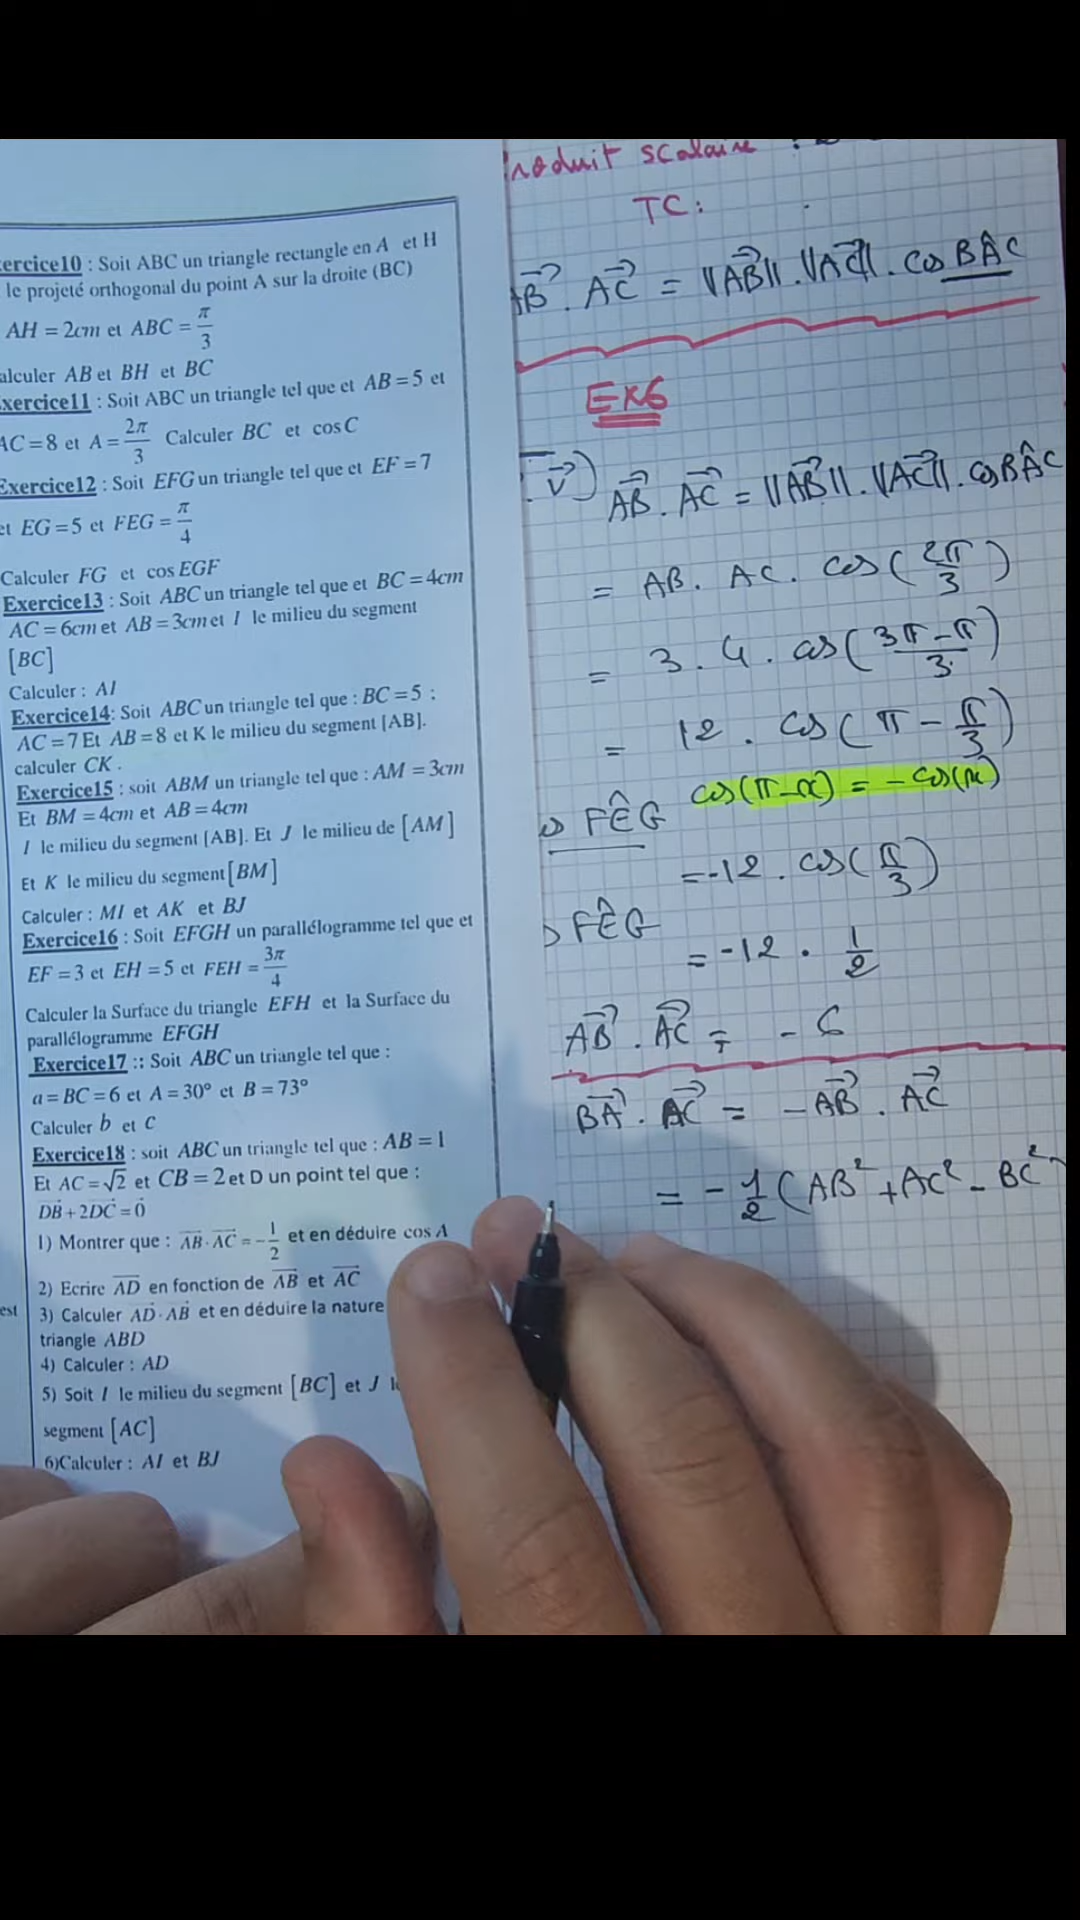 ercice10 : Soit ABC un triangle rectangle en A et H
le projeté orthogonal du point A sur la droite (BC)
AH = 2cm et ABC = π/3
alculer AB et BH et BC
xercice11 : Soit ABC un triangle tel que et AB = 5 et
AC = 8 et A = 2π/3 Calculer BC et cos C
Exercice12 : Soit EFG un triangle tel que et EF = 7
et EG = 5 et FEG = π/4
Calculer FG et cos EGF
Exercice13 : Soit ABC un triangle tel que et BC = 4cm
AC = 6cm et AB = 3cm et I le milieu du segment
[BC]
Calculer : AI
Exercice14: Soit ABC un triangle tel que : BC = 5 :
AC = 7 Et AB = 8 et K le milieu du segment [AB].
calculer CK .
Exercice15 : soit ABM un triangle tel que : AM = 3cm
Et BM = 4cm et AB = 4cm
I le milieu du segment [AB]. Et J le milieu de [AM]
Et K le milieu du segment [BM]
Calculer : MI et AK et BJ
Exercice16 : Soit EFGH un parallélogramme tel que et
EF = 3 et EH = 5 et FEH = 3π/4
Calculer la Surface du triangle EFH et la Surface du
parallélogramme EFGH
Exercice17 :: Soit ABC un triangle tel que :
a = BC = 6 et A = 30° et B = 73°
Calculer b et c
Exercice18 : soit ABC un triangle tel que : AB = 1
Et AC = √2 et CB = 2 et D un point tel que :
DB⃗ + 2DC⃗ = 0⃗
1) Montrer que : AB⃗ . AC⃗ = -1/2 et en déduire cos A
2) Ecrire AD⃗ en fonction de AB⃗ et AC⃗
est
3) Calculer AD⃗ . AB⃗ et en déduire la nature
triangle ABD
4) Calculer : AD
5) Soit I le milieu du segment [BC] et J l
segment [AC]
6)Calculer : AI et BJ
roduit scalaire :
TC :
AB⃗ . AC⃗ = ||AB⃗|| . ||AC⃗|| . cos BÂC
EX6
v⃗) AB⃗ . AC⃗ = ||AB⃗|| . ||AC⃗|| . cos BÂC
= AB . AC . cos(2π/3)
= 3 . 4 . cos((3π-π)/3)
= 12 . cos(π - π/3)
cos(π-x) = - cos(x)
FÊG
= -12 . cos(π/3)
FÊG
= -12 . 1/2
AB⃗ . AC⃗ = - 6
BA⃗ . AC⃗ = - AB⃗ . AC⃗
= - 1/2 (AB² + AC² - BC²